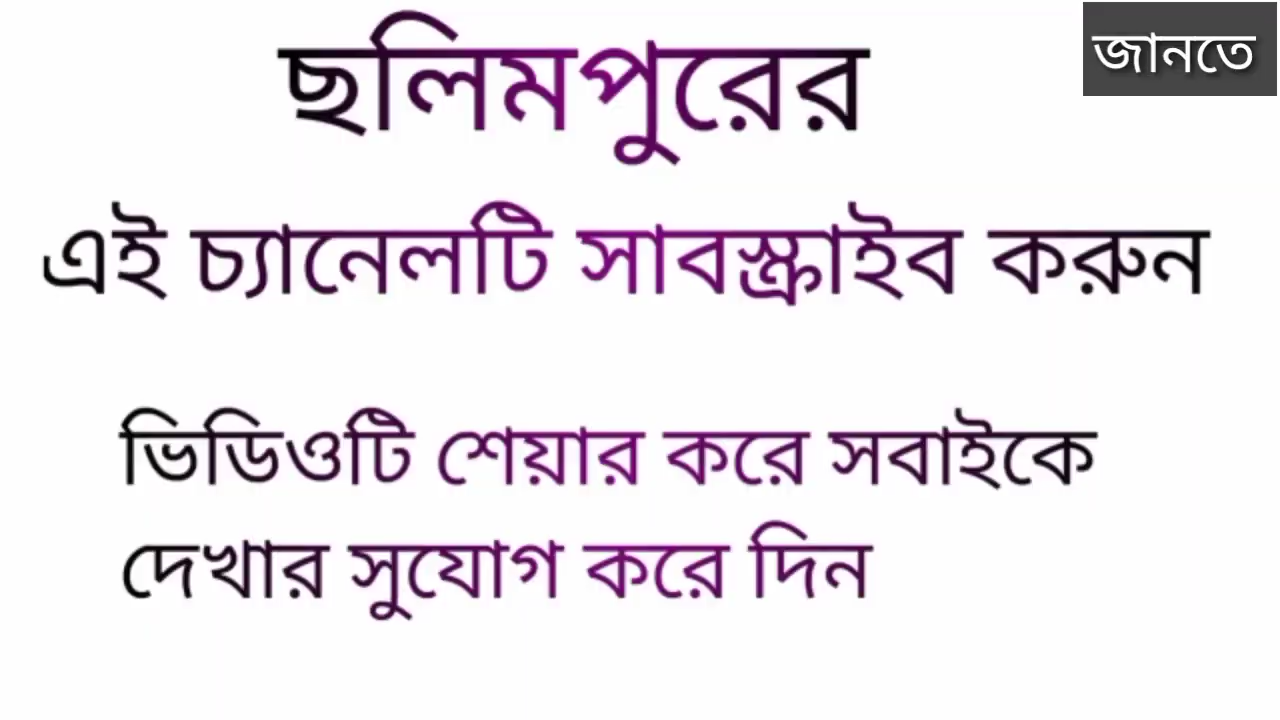 ছলিমপুরের
জানতে
এই চ্যানেলটি সাবস্ক্রাইব করুন
ভিডিওটি শেয়ার করে সবাইকে
দেখার সুযোগ করে দিন